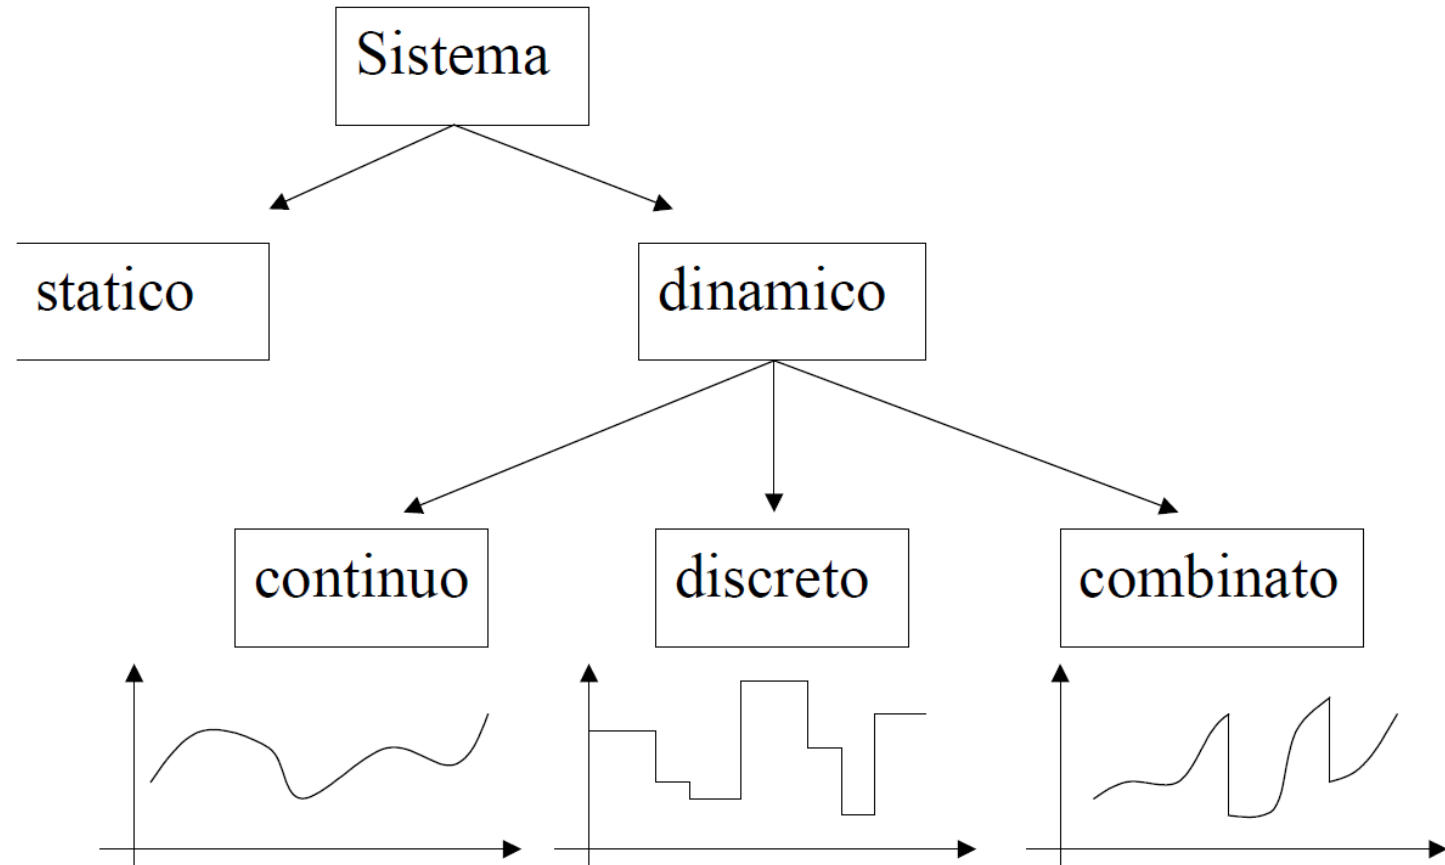 Sistema
statico
dinamico
continuo
discreto
combinato